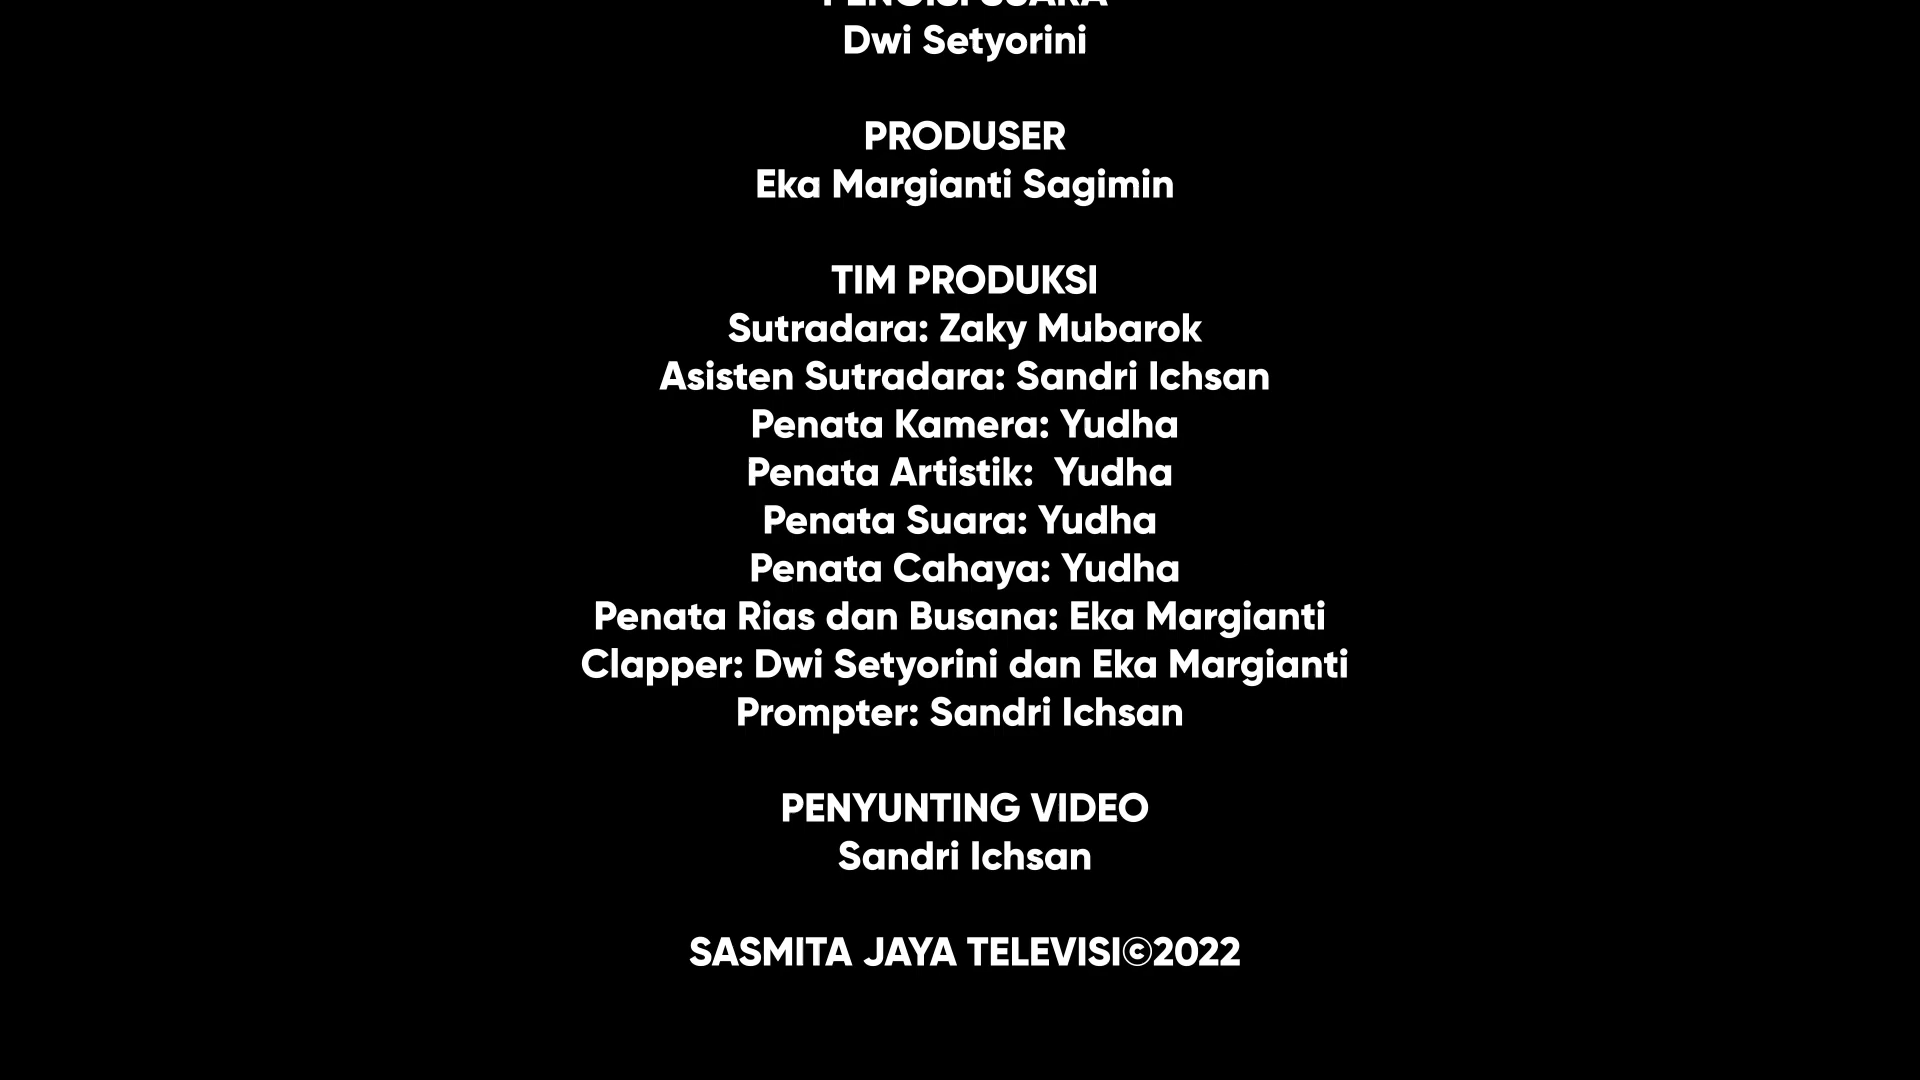 PENGISI SUARA
Dwi Setyorini
PRODUSER
Eka Margianti Sagimin
TIM PRODUKSI
Sutradara: Zaky Mubarok
Asisten Sutradara: Sandri Ichsan
Penata Kamera: Yudha
Penata Artistik:  Yudha
Penata Suara: Yudha
Penata Cahaya: Yudha
Penata Rias dan Busana: Eka Margianti
Clapper: Dwi Setyorini dan Eka Margianti
Prompter: Sandri Ichsan
PENYUNTING VIDEO
Sandri Ichsan
SASMITA JAYA TELEVISI©2022